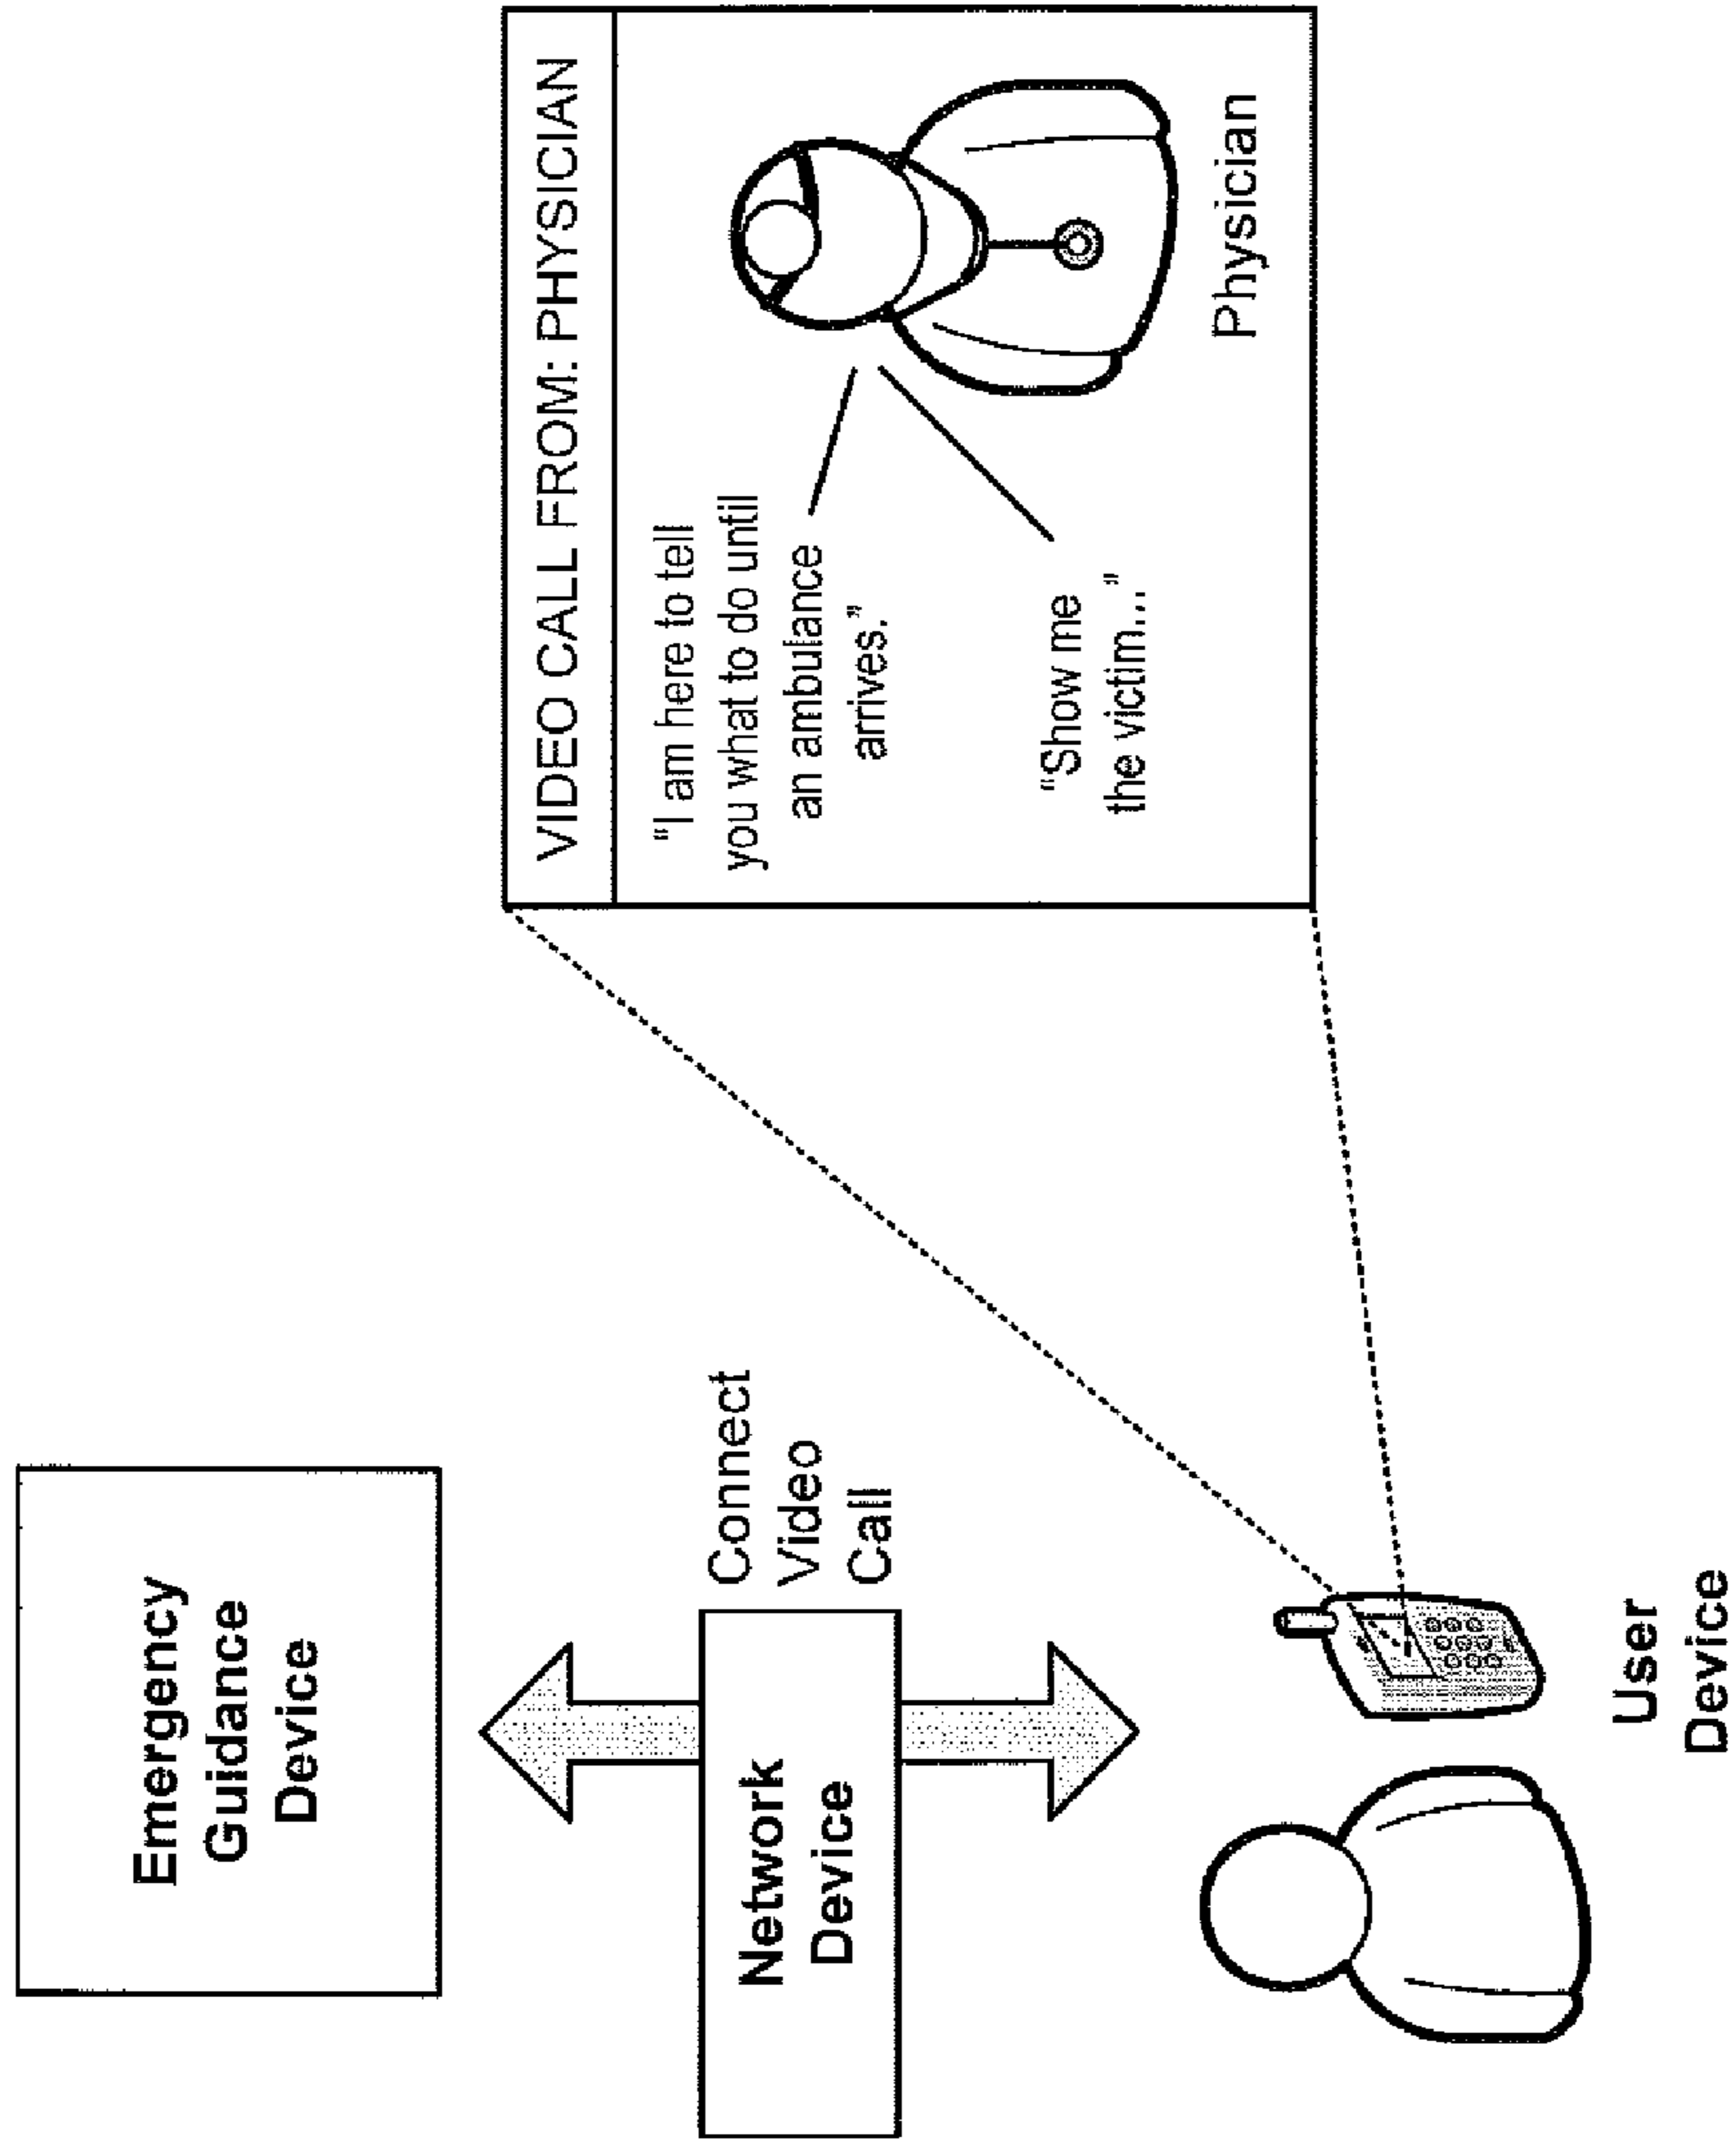 Emergency
Guidance
Device
Network
Device
Connect
Video
Call
User
Device
VIDEO CALL FROM: PHYSICIAN
"I am here to tell
you what to do until
an ambulance
arrives."
"Show me
the victim..."
Physician